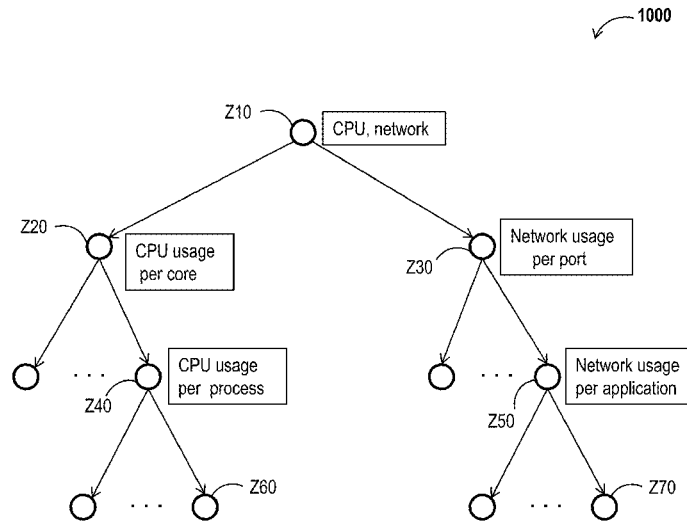 1000
Z10
CPU, network
Z20
CPU usage
per core
Z30
Network usage
per port
. . .
Z40
CPU usage
per process
. . .
Z50
Network usage
per application
. . .
Z60
. . .
Z70